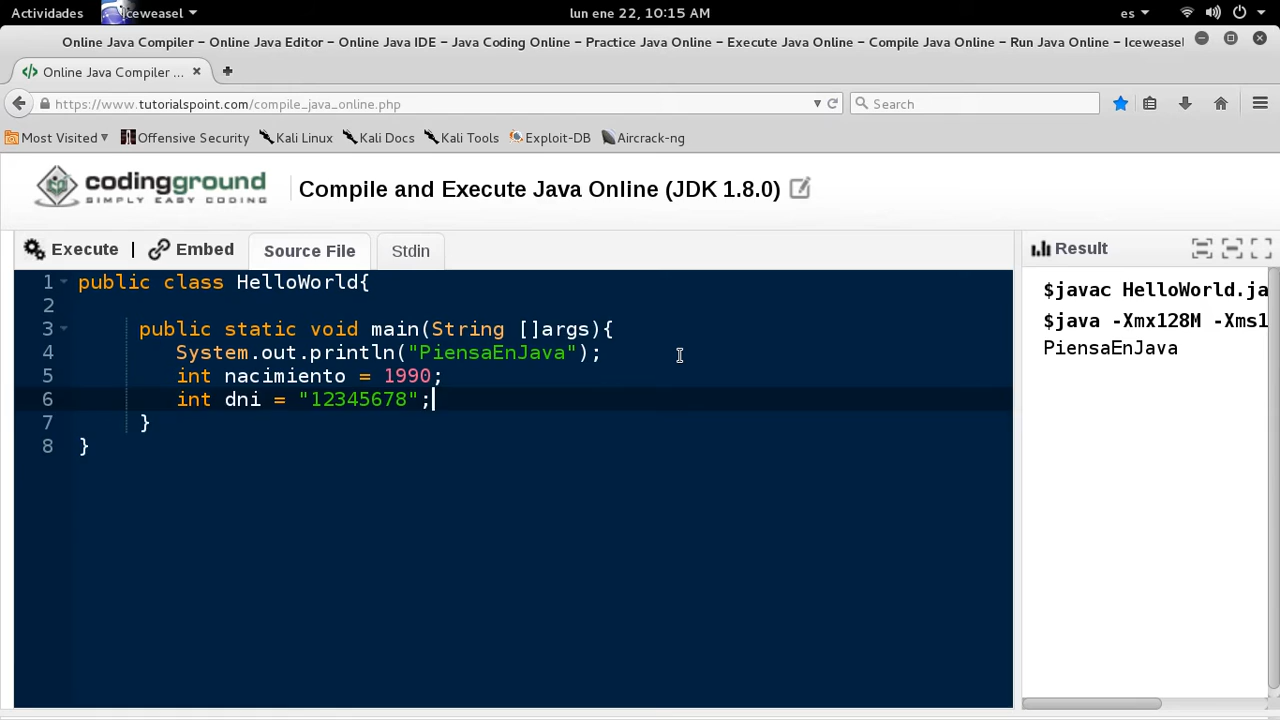 Actividades Iceweasel lun ene 22, 10:15 AM es
Online Java Compiler – Online Java Editor – Online Java IDE – Java Coding Online – Practice Java Online – Execute Java Online – Compile Java Online – Run Java Online – Iceweasel
Online Java Compiler ...
https://www.tutorialspoint.com/compile_java_online.php Search
Most Visited Offensive Security Kali Linux Kali Docs Kali Tools Exploit-DB Aircrack-ng
codingground Compile and Execute Java Online (JDK 1.8.0)
SIMPLY EASY CODING
Execute | Embed Source File Stdin Result
1 public class HelloWorld{
2
3 public static void main(String []args){
4 System.out.println("PiensaEnJava");
5 int nacimiento = 1990;
6 int dni = "12345678";
7 }
8 }
$javac HelloWorld.ja
$java -Xmx128M -Xms1
PiensaEnJava